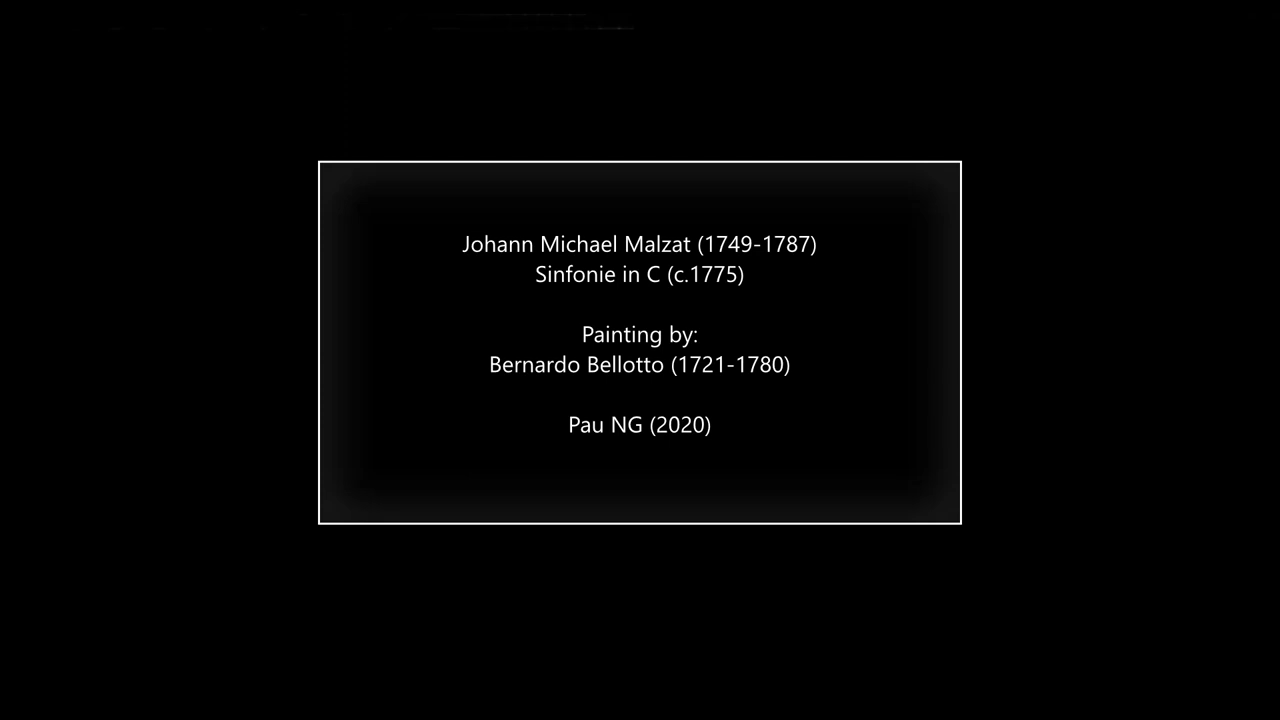 Johann Michael Malzat (1749-1787)
Sinfonie in C (c.1775)
Painting by:
Bernardo Bellotto (1721-1780)
Pau NG (2020)